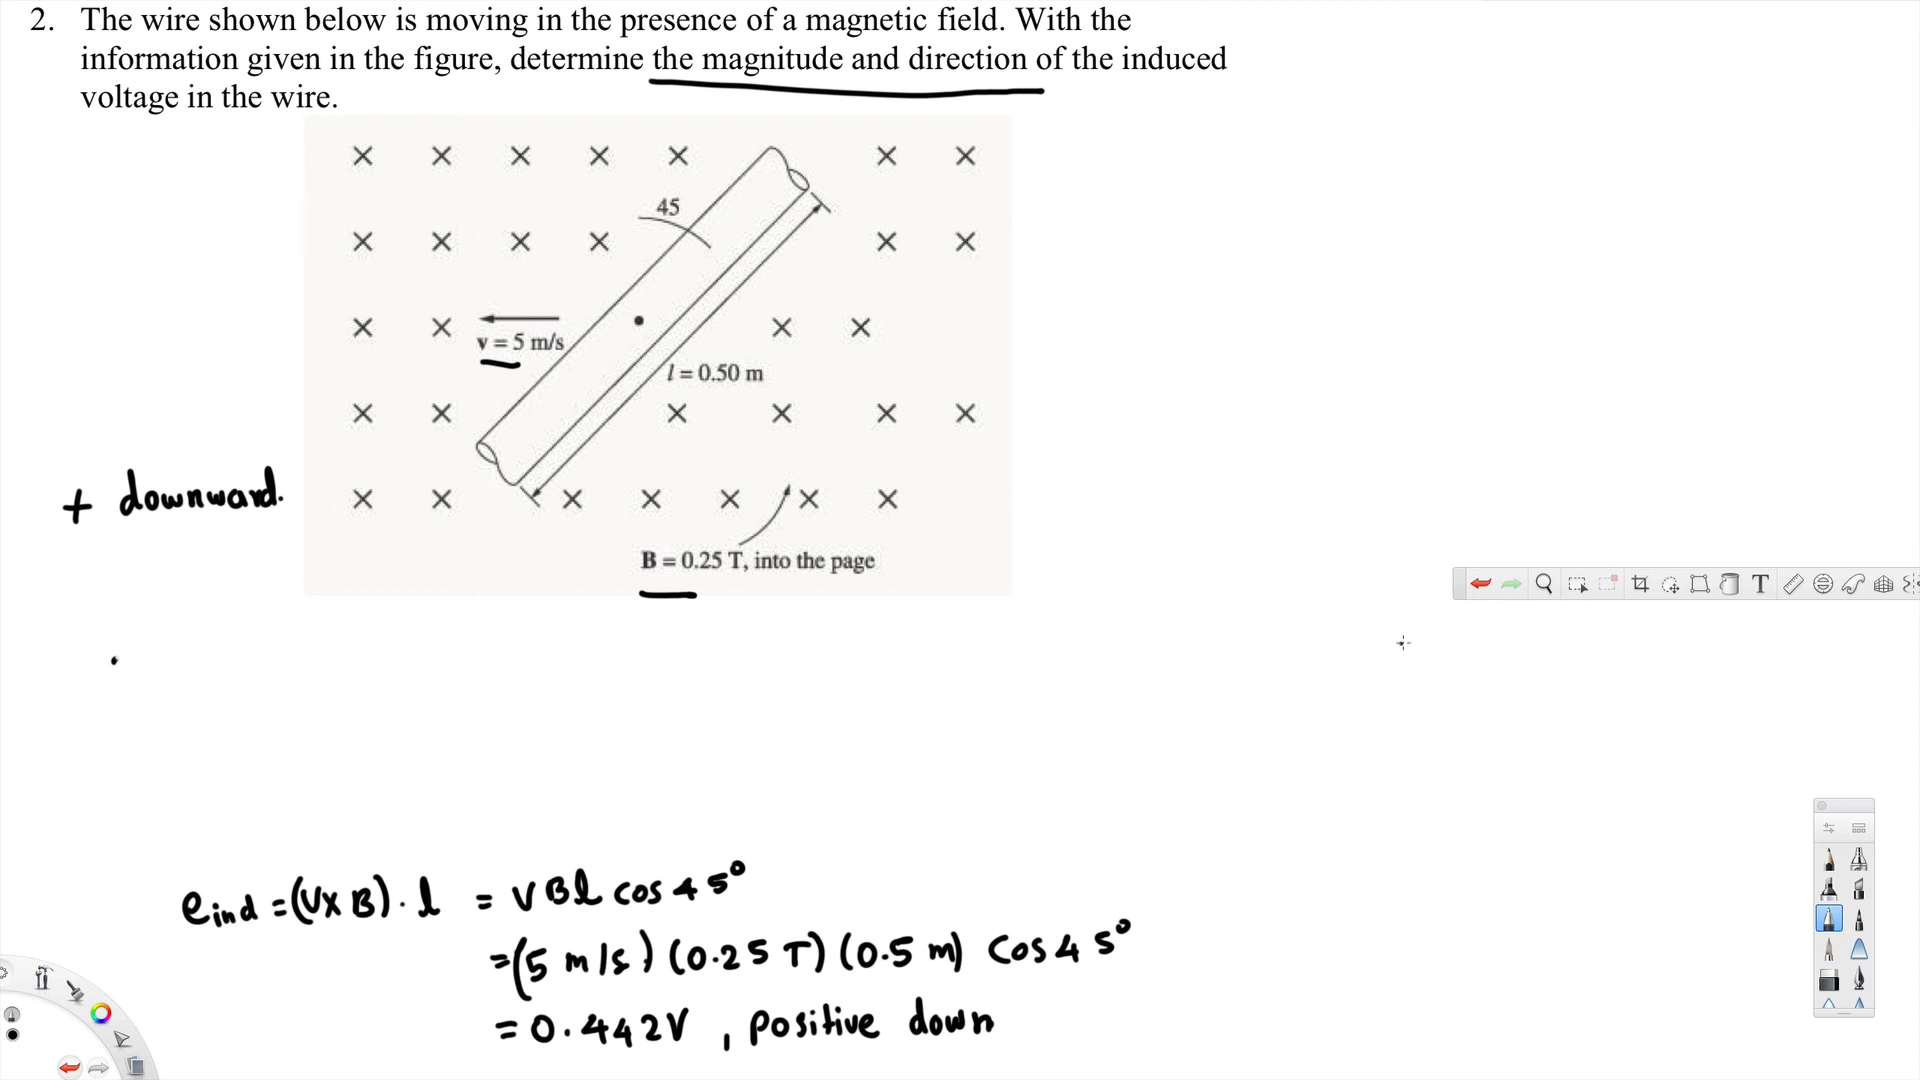 2. The wire shown below is moving in the presence of a magnetic field. With the
information given in the figure, determine the magnitude and direction of the induced
voltage in the wire.
45
v = 5 m/s
l = 0.50 m
+ downward.
B = 0.25 T, into the page
T
eind = (V x B) · l = VBl cos 45°
= (5 m/s) (0.25 T) (0.5 m) cos 45°
= 0.442V , positive down